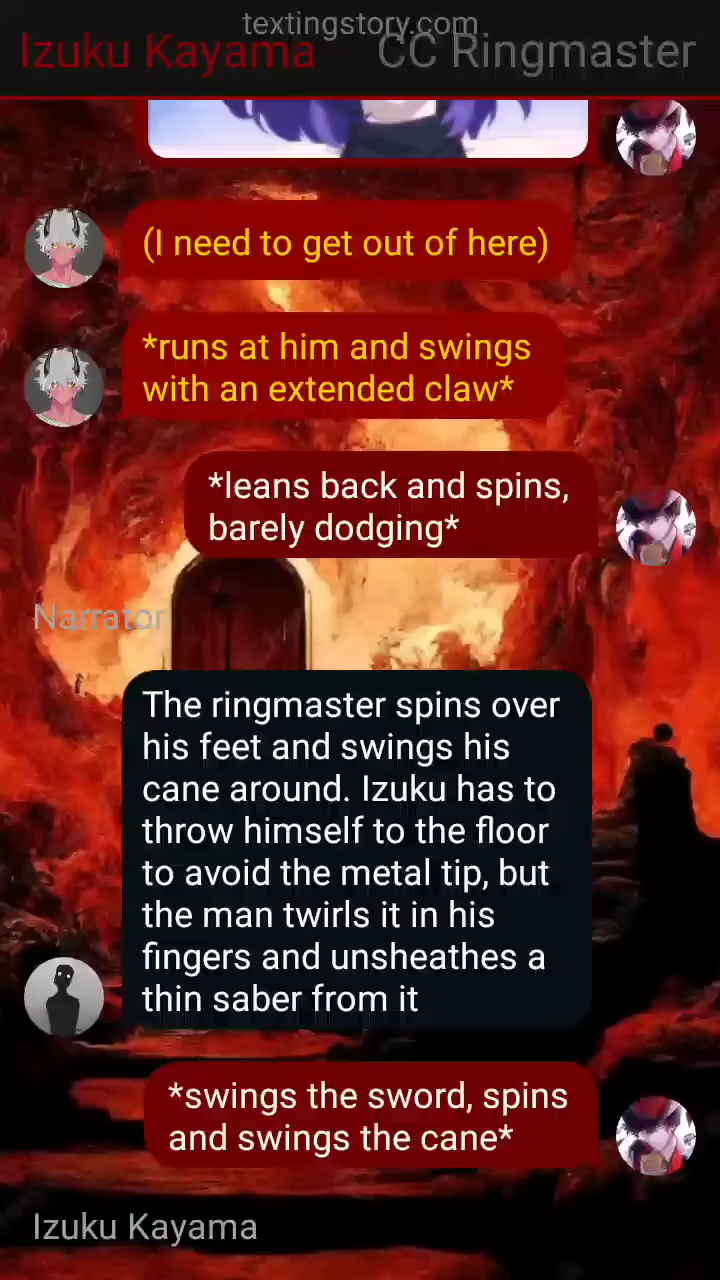 textingstory.com
Izuku Kayama CC Ringmaster
(I need to get out of here)
*runs at him and swings
with an extended claw*
*leans back and spins,
barely dodging*
Narrator
The ringmaster spins over
his feet and swings his
cane around. Izuku has to
throw himself to the floor
to avoid the metal tip, but
the man twirls it in his
fingers and unsheathes a
thin saber from it
*swings the sword, spins
and swings the cane*
Izuku Kayama